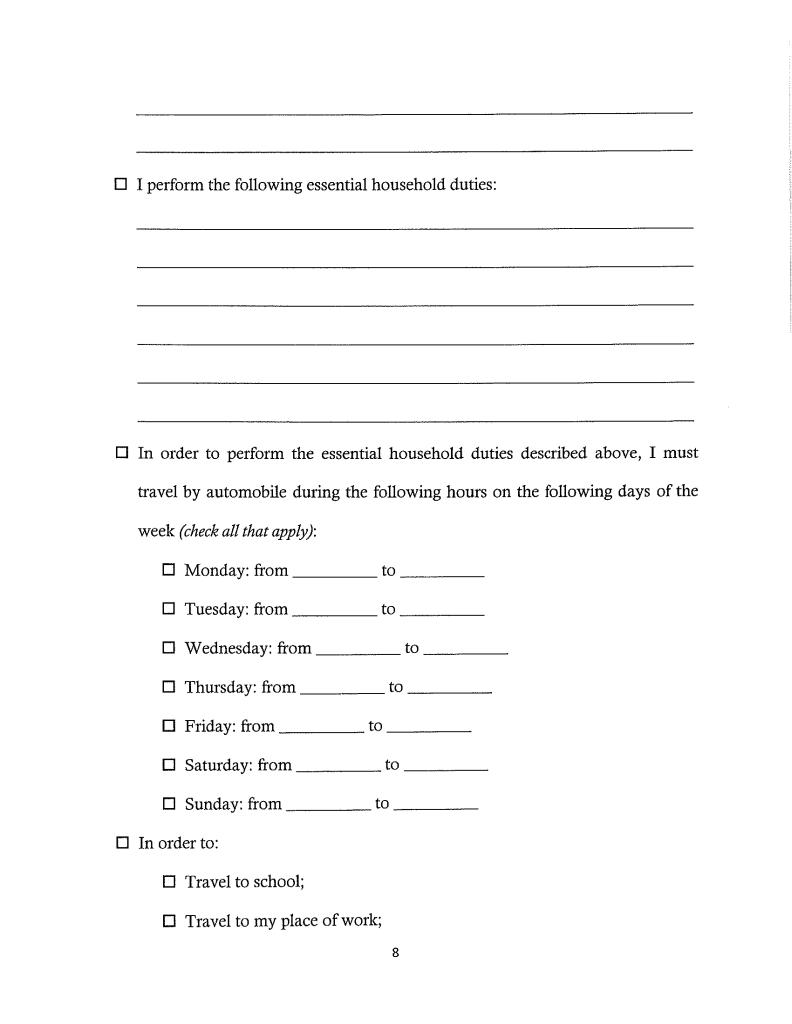 ☐ I perform the following essential household duties:
☐ In order to perform the essential household duties described above, I must
travel by automobile during the following hours on the following days of the
week (check all that apply):
☐ Monday: from __________ to __________
☐ Tuesday: from __________ to __________
☐ Wednesday: from __________ to __________
☐ Thursday: from __________ to __________
☐ Friday: from __________ to __________
☐ Saturday: from __________ to __________
☐ Sunday: from __________ to __________
☐ In order to:
☐ Travel to school;
☐ Travel to my place of work;
8